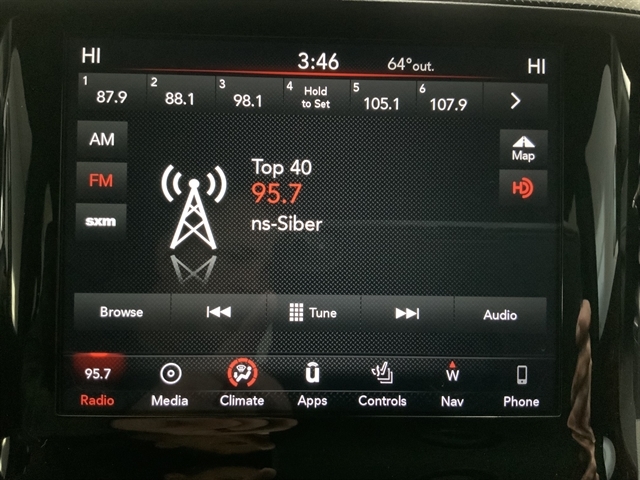 HI 3:46 64°out. HI
1 87.9 2 88.1 3 98.1 4 Hold to Set 5 105.1 6 107.9
AM
FM
sxm
Top 40
95.7
ns-Siber
Map
HD
Browse Tune Audio
95.7 û W
Radio Media Climate Apps Controls Nav Phone